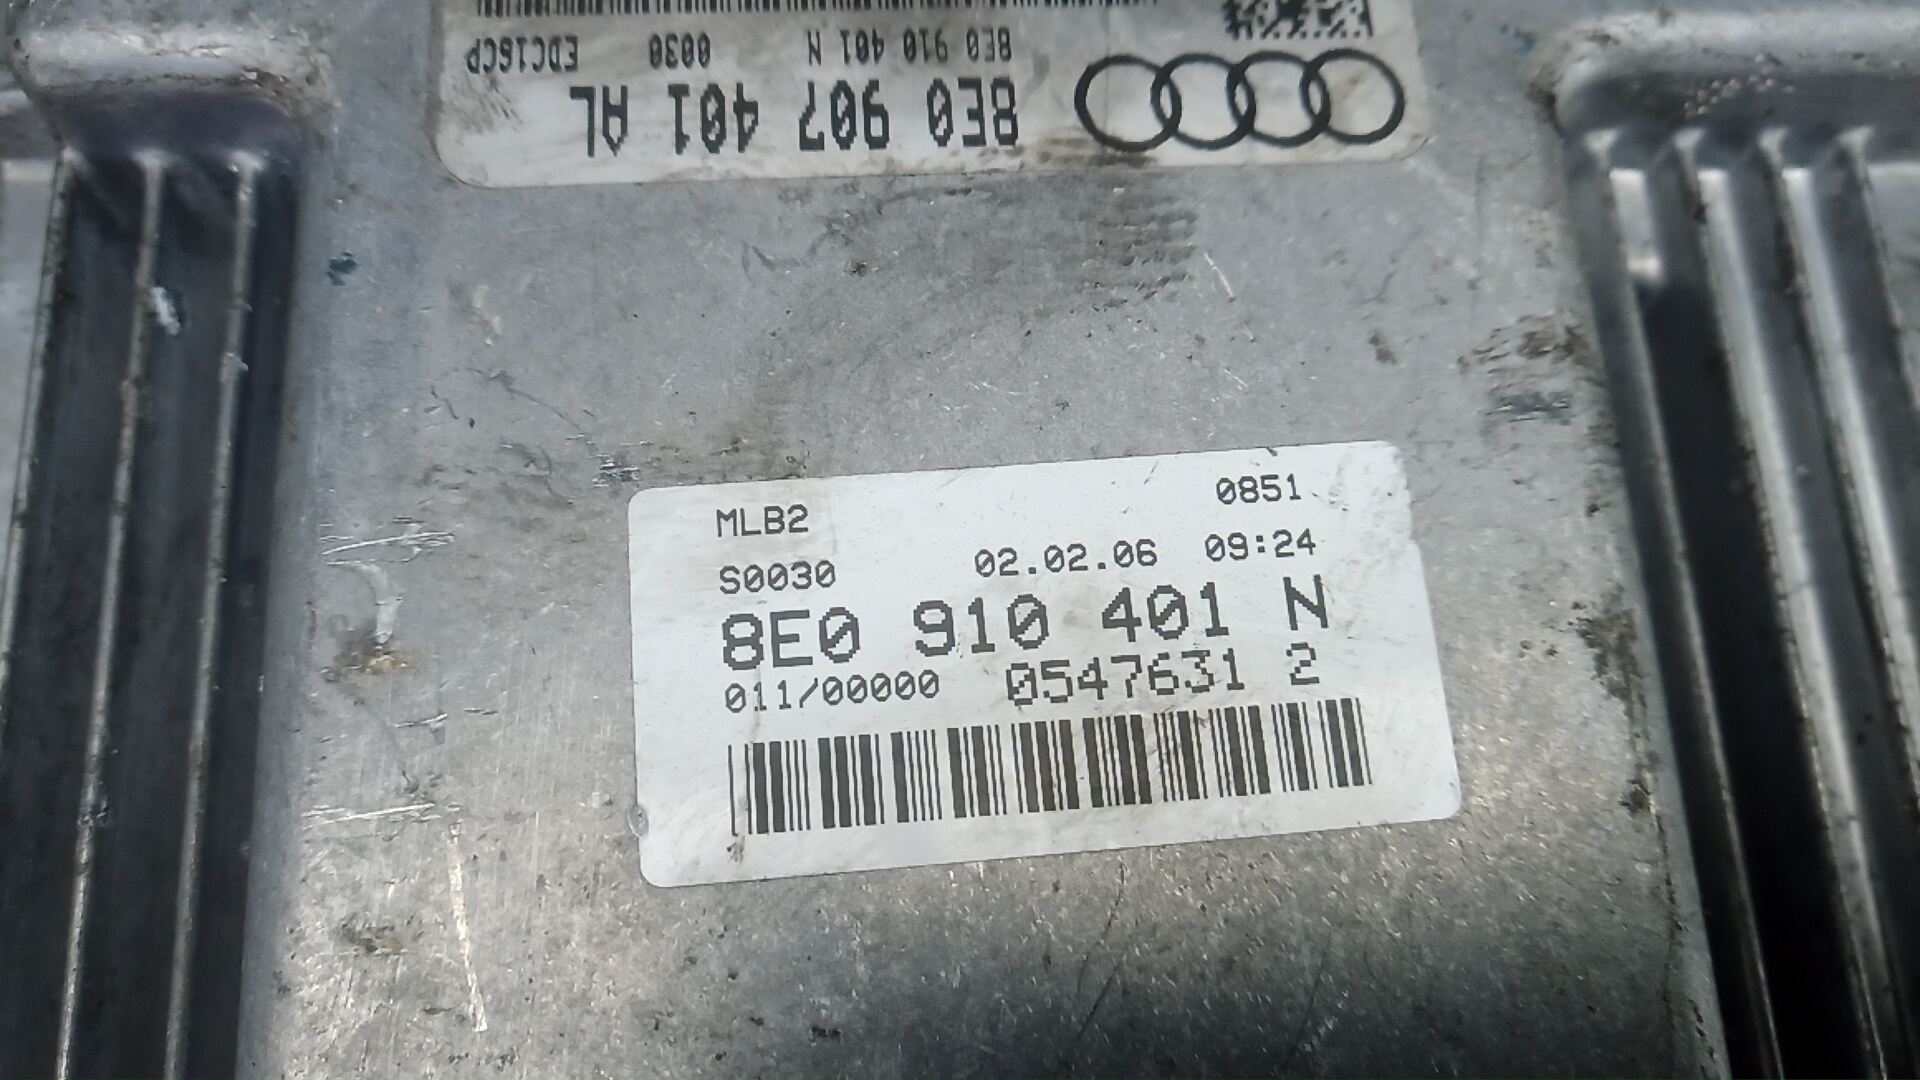 8E0 907 401 AL
8E0 910 401 N 0030 EDC16CP
MLB2 0851
S0030 02.02.06 09:24
8E0 910 401 N
011/00000 0547631 2